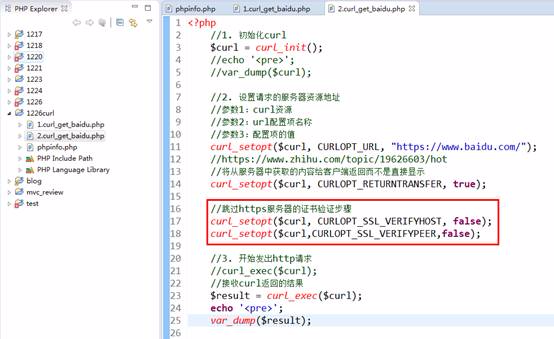 PHP Explorer
1217
1218
1220
1221
1223
1224
1226
1226curl
1.curl_get_baidu.php
2.curl_get_baidu.php
phpinfo.php
PHP Include Path
PHP Language Library
blog
mvc_review
test
phpinfo.php
1.curl_get_baidu.php
2.curl_get_baidu.php
1 <?php
2 //1. 初始化curl
3 $curl = curl_init();
4 //echo '<pre>';
5 //var_dump($curl);
6
7 //2. 设置请求的服务器资源地址
8 //参数1：curl资源
9 //参数2：url配置项名称
10 //参数3：配置项的值
11 curl_setopt($curl, CURLOPT_URL, "https://www.baidu.com/");
12 //https://www.zhihu.com/topic/19626603/hot
13 //将从服务器中获取的内容给客户端返回而不是直接显示
14 curl_setopt($curl, CURLOPT_RETURNTRANSFER, true);
15
16 //跳过https服务器的证书验证步骤
17 curl_setopt($curl, CURLOPT_SSL_VERIFYHOST, false);
18 curl_setopt($curl,CURLOPT_SSL_VERIFYPEER,false);
19
20 //3. 开始发出http请求
21 //curl_exec($curl);
22 //接收curl返回的结果
23 $result = curl_exec($curl);
24 echo '<pre>';
25 var_dump($result);
26